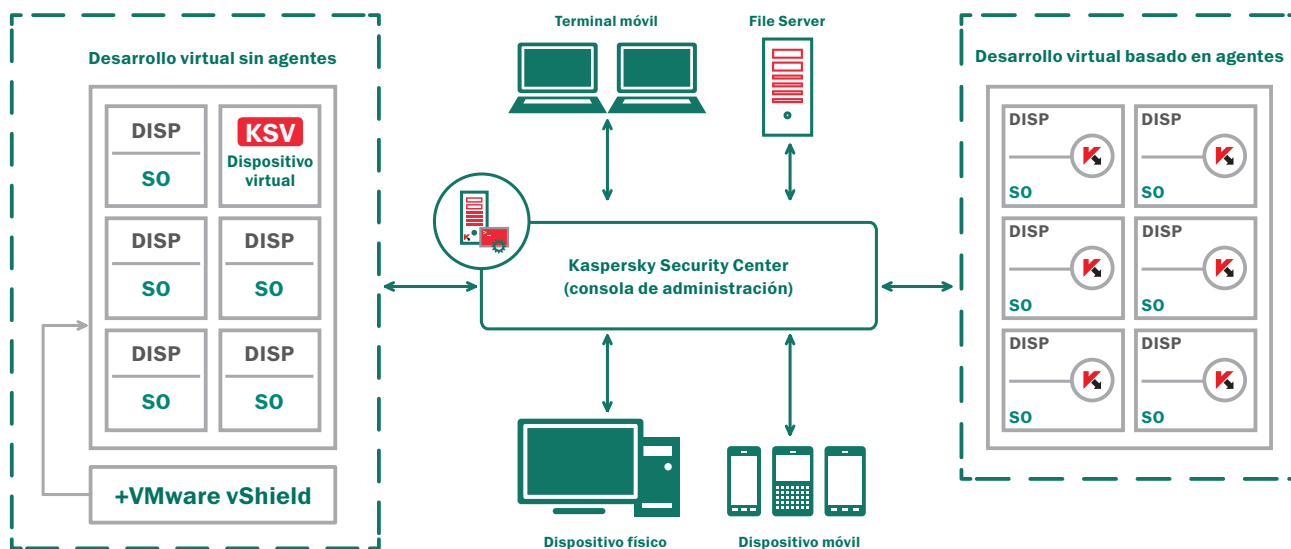 Terminal móvil
File Server
Desarrollo virtual sin agentes
DISP
SO
KSV
Dispositivo
virtual
DISP
SO
DISP
SO
DISP
SO
DISP
SO
+VMware vShield
Kaspersky Security Center
(consola de administración)
Dispositivo físico
Dispositivo móvil
Desarrollo virtual basado en agentes
DISP
SO
DISP
SO
DISP
SO
DISP
SO
DISP
SO
DISP
SO